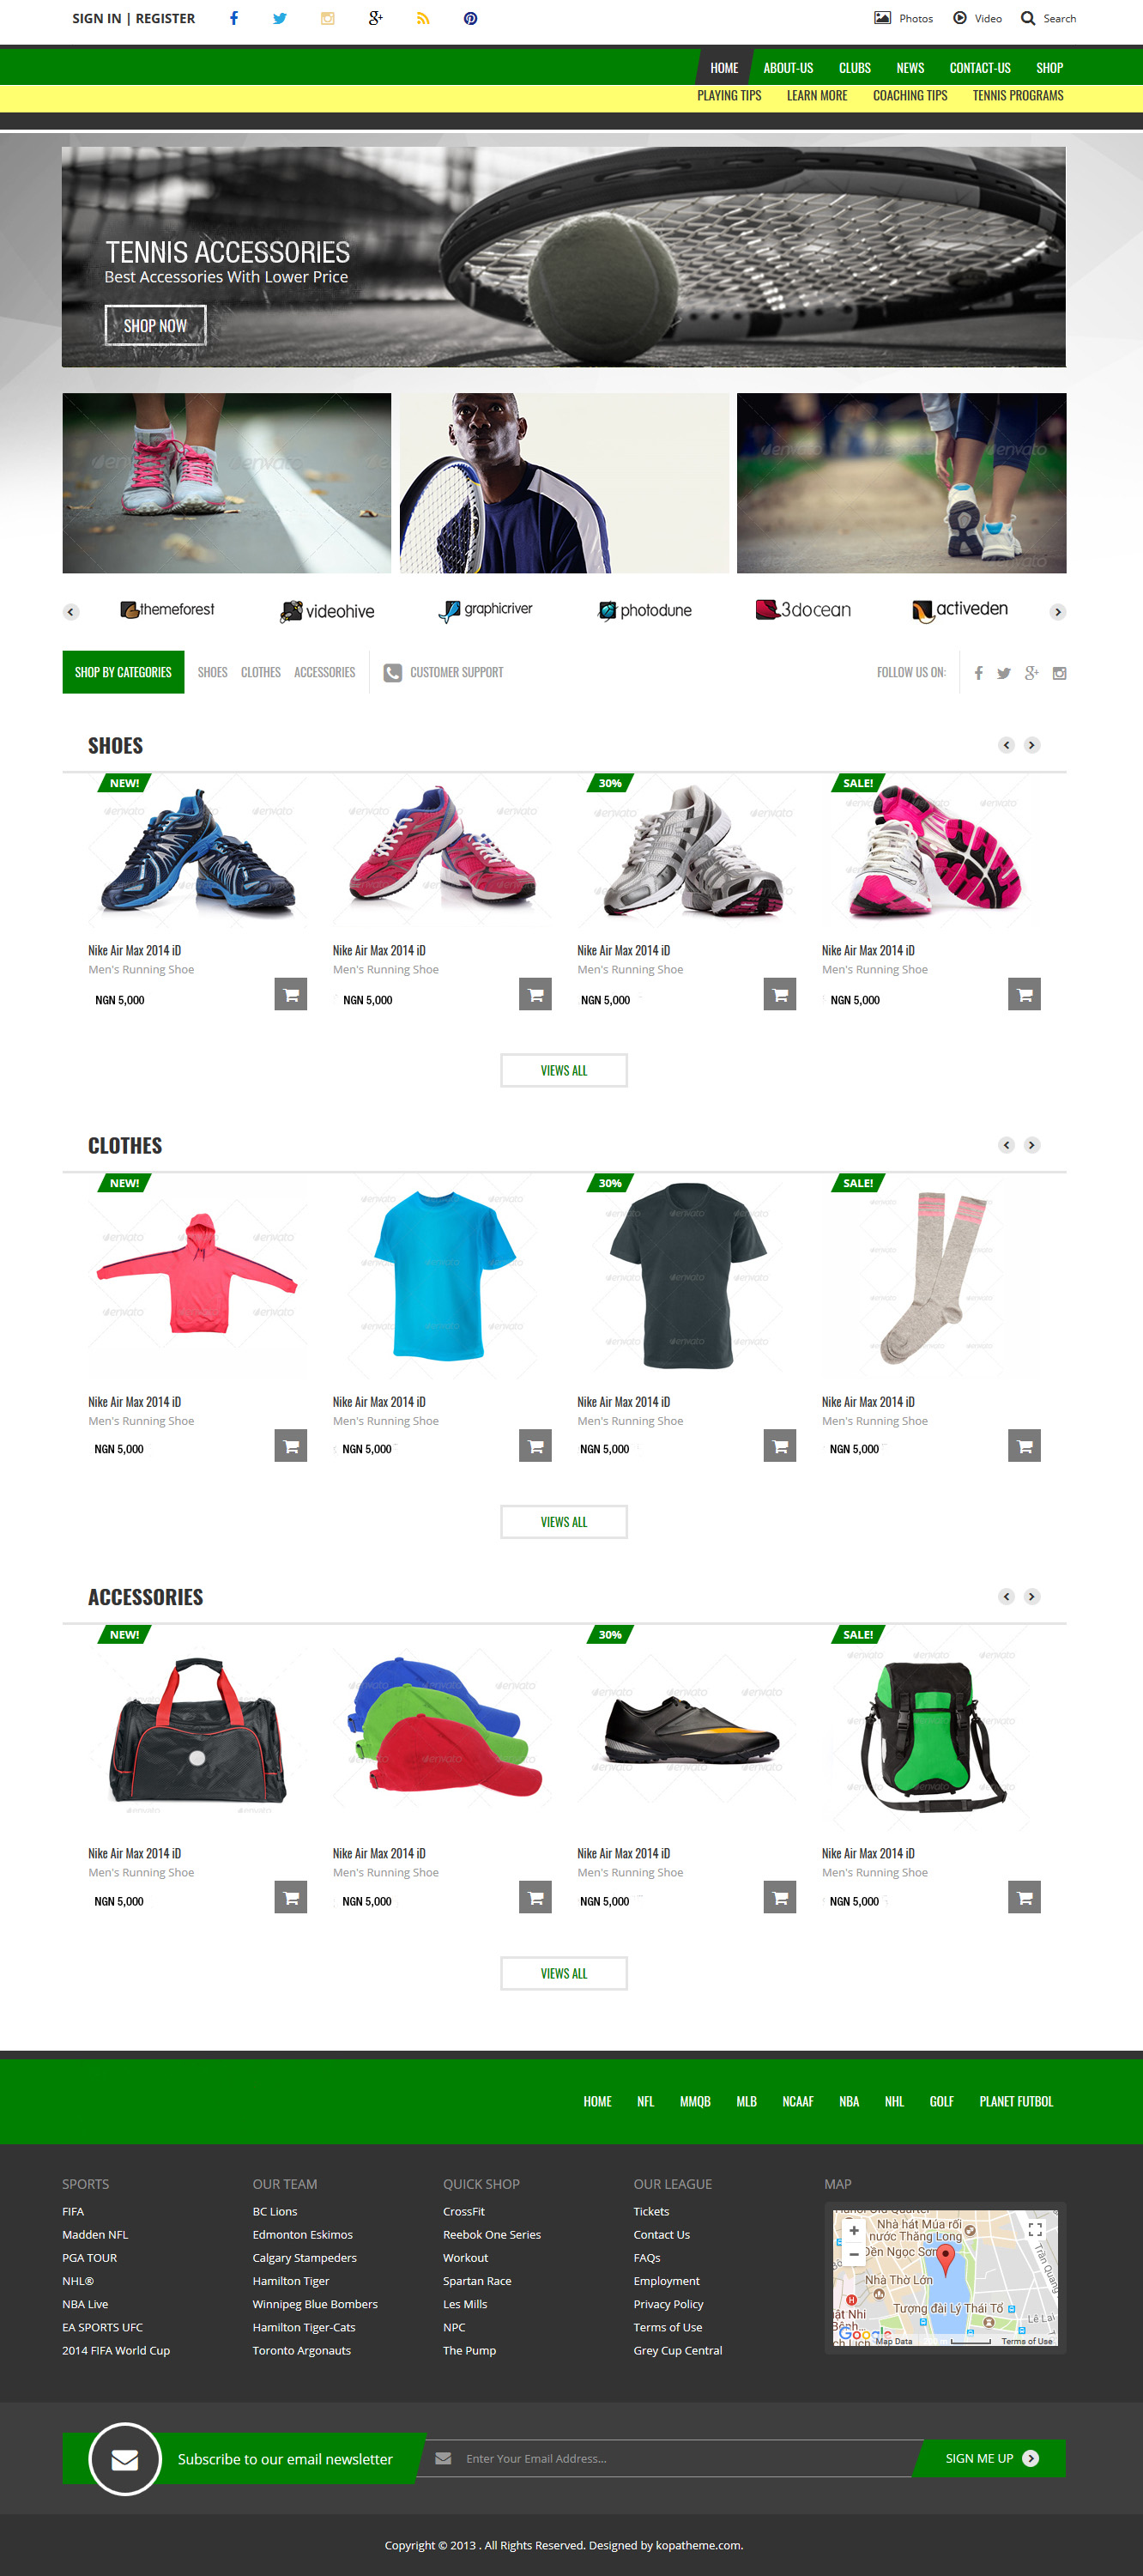 SIGN IN | REGISTER
Photos Video Search
HOME ABOUT-US CLUBS NEWS CONTACT-US SHOP
PLAYING TIPS LEARN MORE COACHING TIPS TENNIS PROGRAMS
TENNIS ACCESSORIES
Best Accessories With Lower Price
SHOP NOW
themeforest videohive graphicriver photodune 3docean activeden
SHOP BY CATEGORIES SHOES CLOTHES ACCESSORIES CUSTOMER SUPPORT FOLLOW US ON:
SHOES
NEW! 30% SALE!
Nike Air Max 2014 iD Nike Air Max 2014 iD Nike Air Max 2014 iD Nike Air Max 2014 iD
Men's Running Shoe Men's Running Shoe Men's Running Shoe Men's Running Shoe
NGN 5,000 NGN 5,000 NGN 5,000 NGN 5,000
VIEWS ALL
CLOTHES
NEW! 30% SALE!
Nike Air Max 2014 iD Nike Air Max 2014 iD Nike Air Max 2014 iD Nike Air Max 2014 iD
Men's Running Shoe Men's Running Shoe Men's Running Shoe Men's Running Shoe
NGN 5,000 NGN 5,000 NGN 5,000 NGN 5,000
VIEWS ALL
ACCESSORIES
NEW! 30% SALE!
Nike Air Max 2014 iD Nike Air Max 2014 iD Nike Air Max 2014 iD Nike Air Max 2014 iD
Men's Running Shoe Men's Running Shoe Men's Running Shoe Men's Running Shoe
NGN 5,000 NGN 5,000 NGN 5,000 NGN 5,000
VIEWS ALL
HOME NFL MMQB MLB NCAAF NBA NHL GOLF PLANET FUTBOL
SPORTS
FIFA
Madden NFL
PGA TOUR
NHL®
NBA Live
EA SPORTS UFC
2014 FIFA World Cup
OUR TEAM
BC Lions
Edmonton Eskimos
Calgary Stampeders
Hamilton Tiger
Winnipeg Blue Bombers
Hamilton Tiger-Cats
Toronto Argonauts
QUICK SHOP
CrossFit
Reebok One Series
Workout
Spartan Race
Les Mills
NPC
The Pump
OUR LEAGUE
Tickets
Contact Us
FAQs
Employment
Privacy Policy
Terms of Use
Grey Cup Central
MAP
Nhà hát Múa rối
nước Thăng Long
Đền Ngọc Sơn
Trần Quang
Nhà Thờ Lớn
Tượng đài Lý Thái Tổ
Lê Lai
Google Map Data Terms of Use
Subscribe to our email newsletter Enter Your Email Address... SIGN ME UP
Copyright © 2013 . All Rights Reserved. Designed by kopatheme.com.